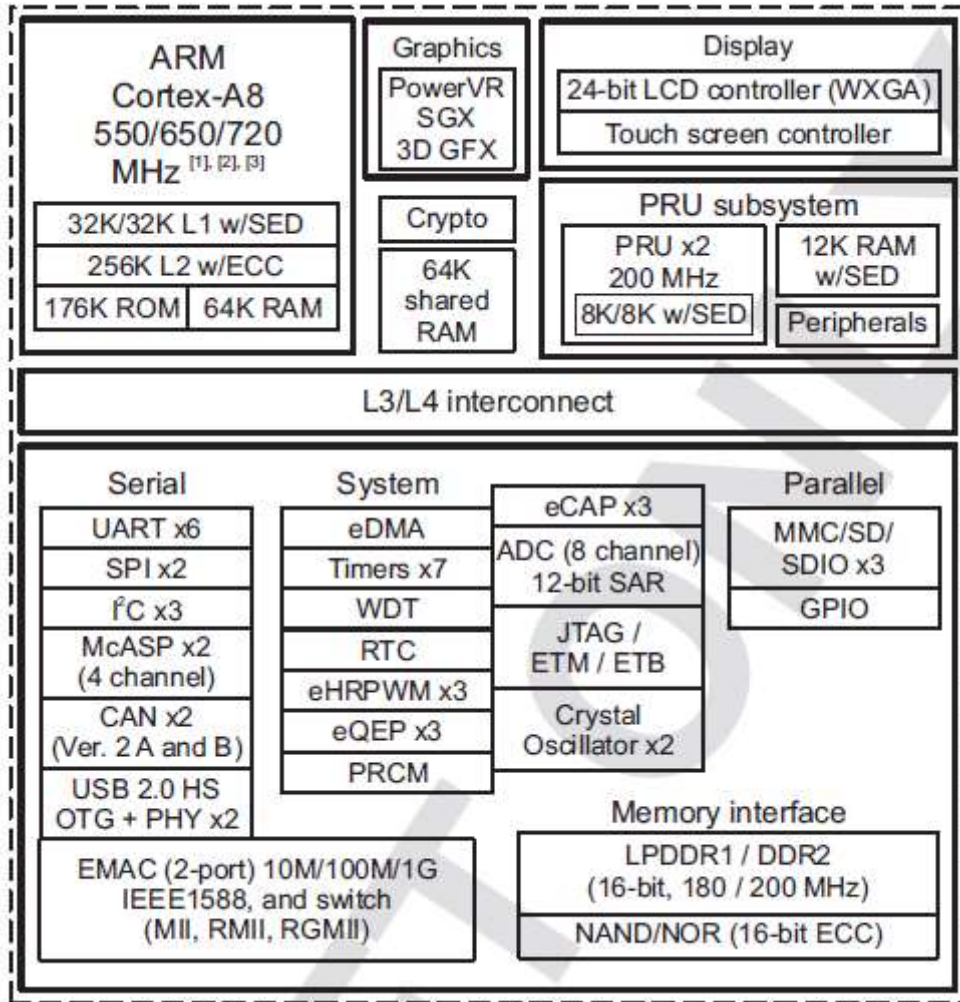 ARM
Cortex-A8
550/650/720
MHz [1], [2], [3]
32K/32K L1 w/SED
256K L2 w/ECC
176K ROM
64K RAM
Graphics
PowerVR
SGX
3D GFX
Crypto
64K
shared
RAM
Display
24-bit LCD controller (WXGA)
Touch screen controller
PRU subsystem
PRU x2
200 MHz
8K/8K w/SED
12K RAM
w/SED
Peripherals
L3/L4 interconnect
Serial
UART x6
SPI x2
I²C x3
McASP x2
(4 channel)
CAN x2
(Ver. 2 A and B)
USB 2.0 HS
OTG + PHY x2
EMAC (2-port) 10M/100M/1G
IEEE1588, and switch
(MII, RMII, RGMII)
System
eDMA
Timers x7
WDT
RTC
eHRPWM x3
eQEP x3
PRCM
eCAP x3
ADC (8 channel)
12-bit SAR
JTAG /
ETM / ETB
Crystal
Oscillator x2
Parallel
MMC/SD/
SDIO x3
GPIO
Memory interface
LPDDR1 / DDR2
(16-bit, 180 / 200 MHz)
NAND/NOR (16-bit ECC)
T ONLY